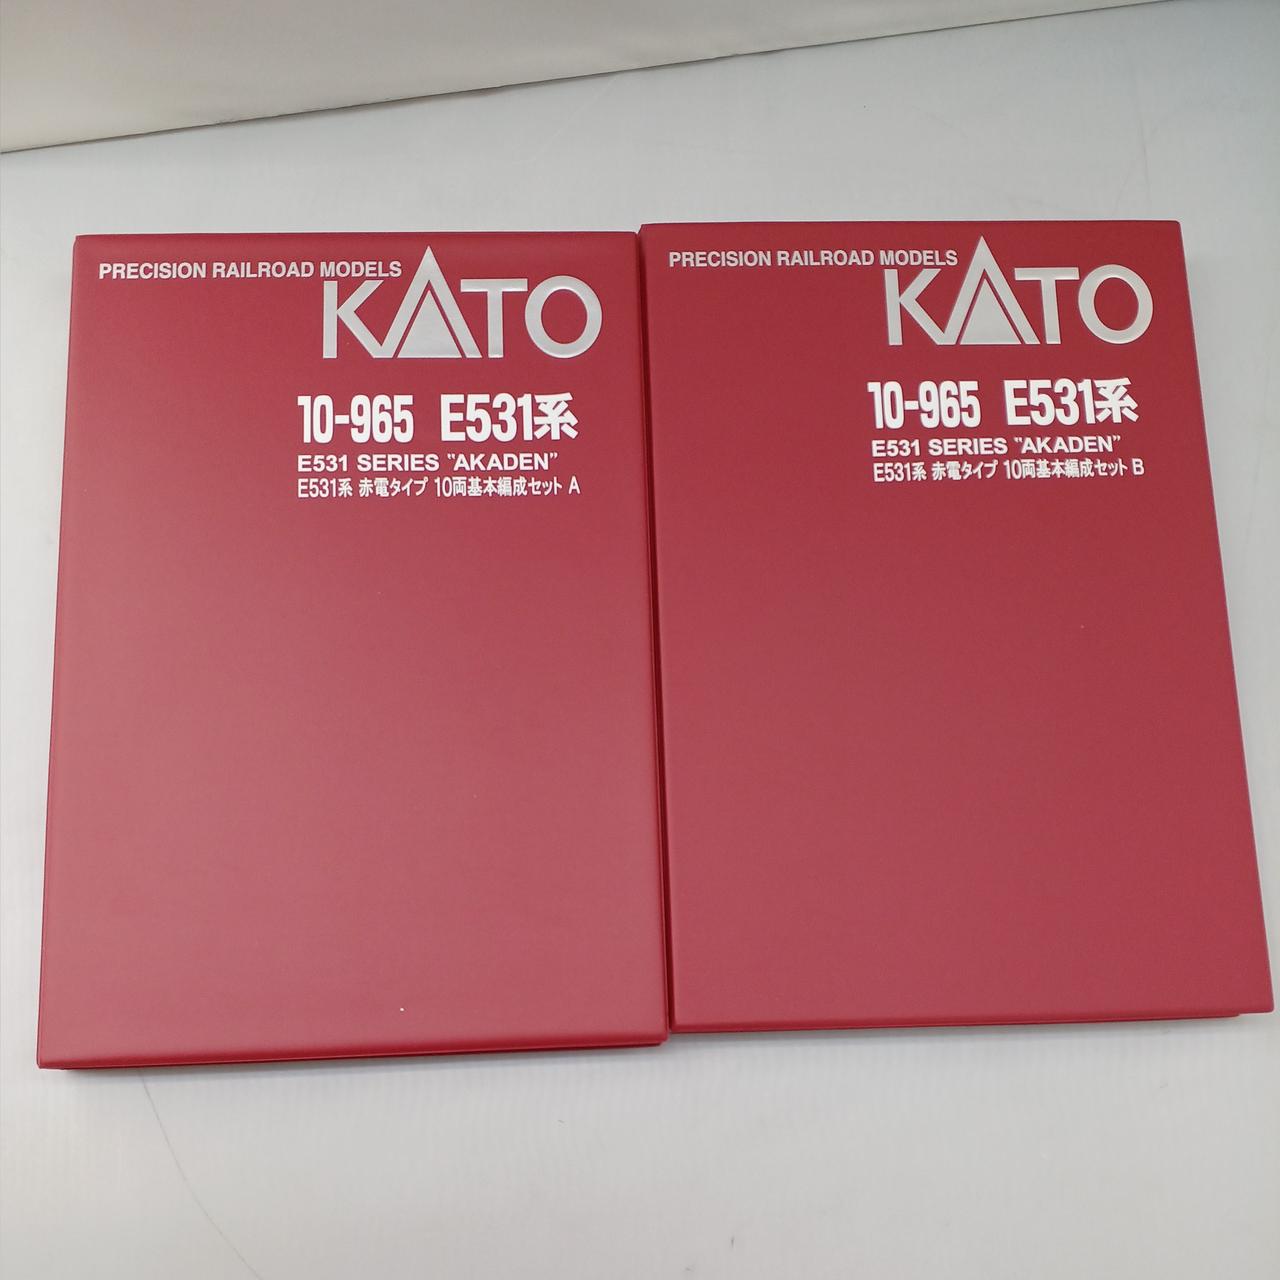 PRECISION RAILROAD MODELS
KATO
10-965 E531系
E531 SERIES "AKADEN"
E531系 赤電タイプ 10両基本編成セット A
PRECISION RAILROAD MODELS
KATO
10-965 E531系
E531 SERIES "AKADEN"
E531系 赤電タイプ 10両基本編成セット B